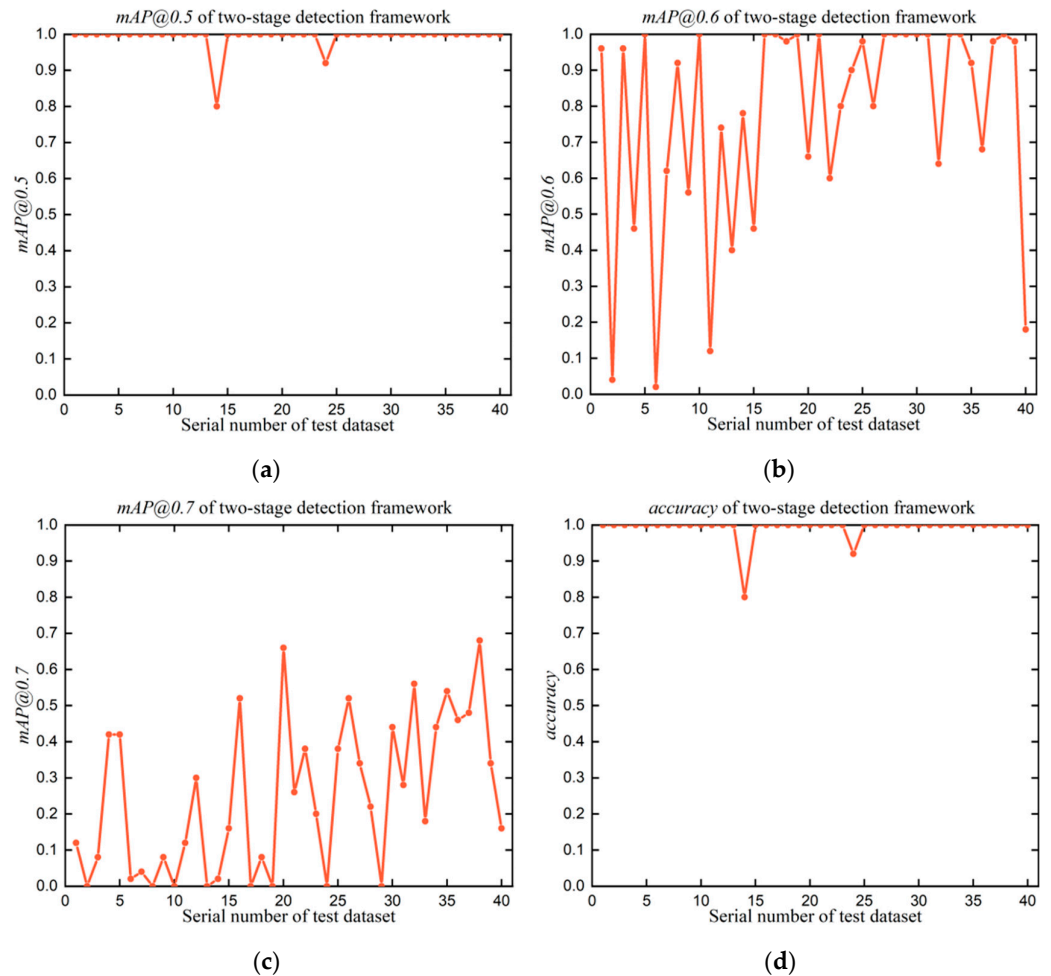 mAP@0.5 of two-stage detection framework
mAP@0.5
1.0
0.9
0.8
0.7
0.6
0.5
0.4
0.3
0.2
0.1
0.0
0 5 10 15 20 25 30 35 40
Serial number of test dataset
(a)
mAP@0.6 of two-stage detection framework
mAP@0.6
1.0
0.9
0.8
0.7
0.6
0.5
0.4
0.3
0.2
0.1
0.0
0 5 10 15 20 25 30 35 40
Serial number of test dataset
(b)
mAP@0.7 of two-stage detection framework
mAP@0.7
1.0
0.9
0.8
0.7
0.6
0.5
0.4
0.3
0.2
0.1
0.0
0 5 10 15 20 25 30 35 40
Serial number of test dataset
(c)
accuracy of two-stage detection framework
accuracy
1.0
0.9
0.8
0.7
0.6
0.5
0.4
0.3
0.2
0.1
0.0
0 5 10 15 20 25 30 35 40
Serial number of test dataset
(d)